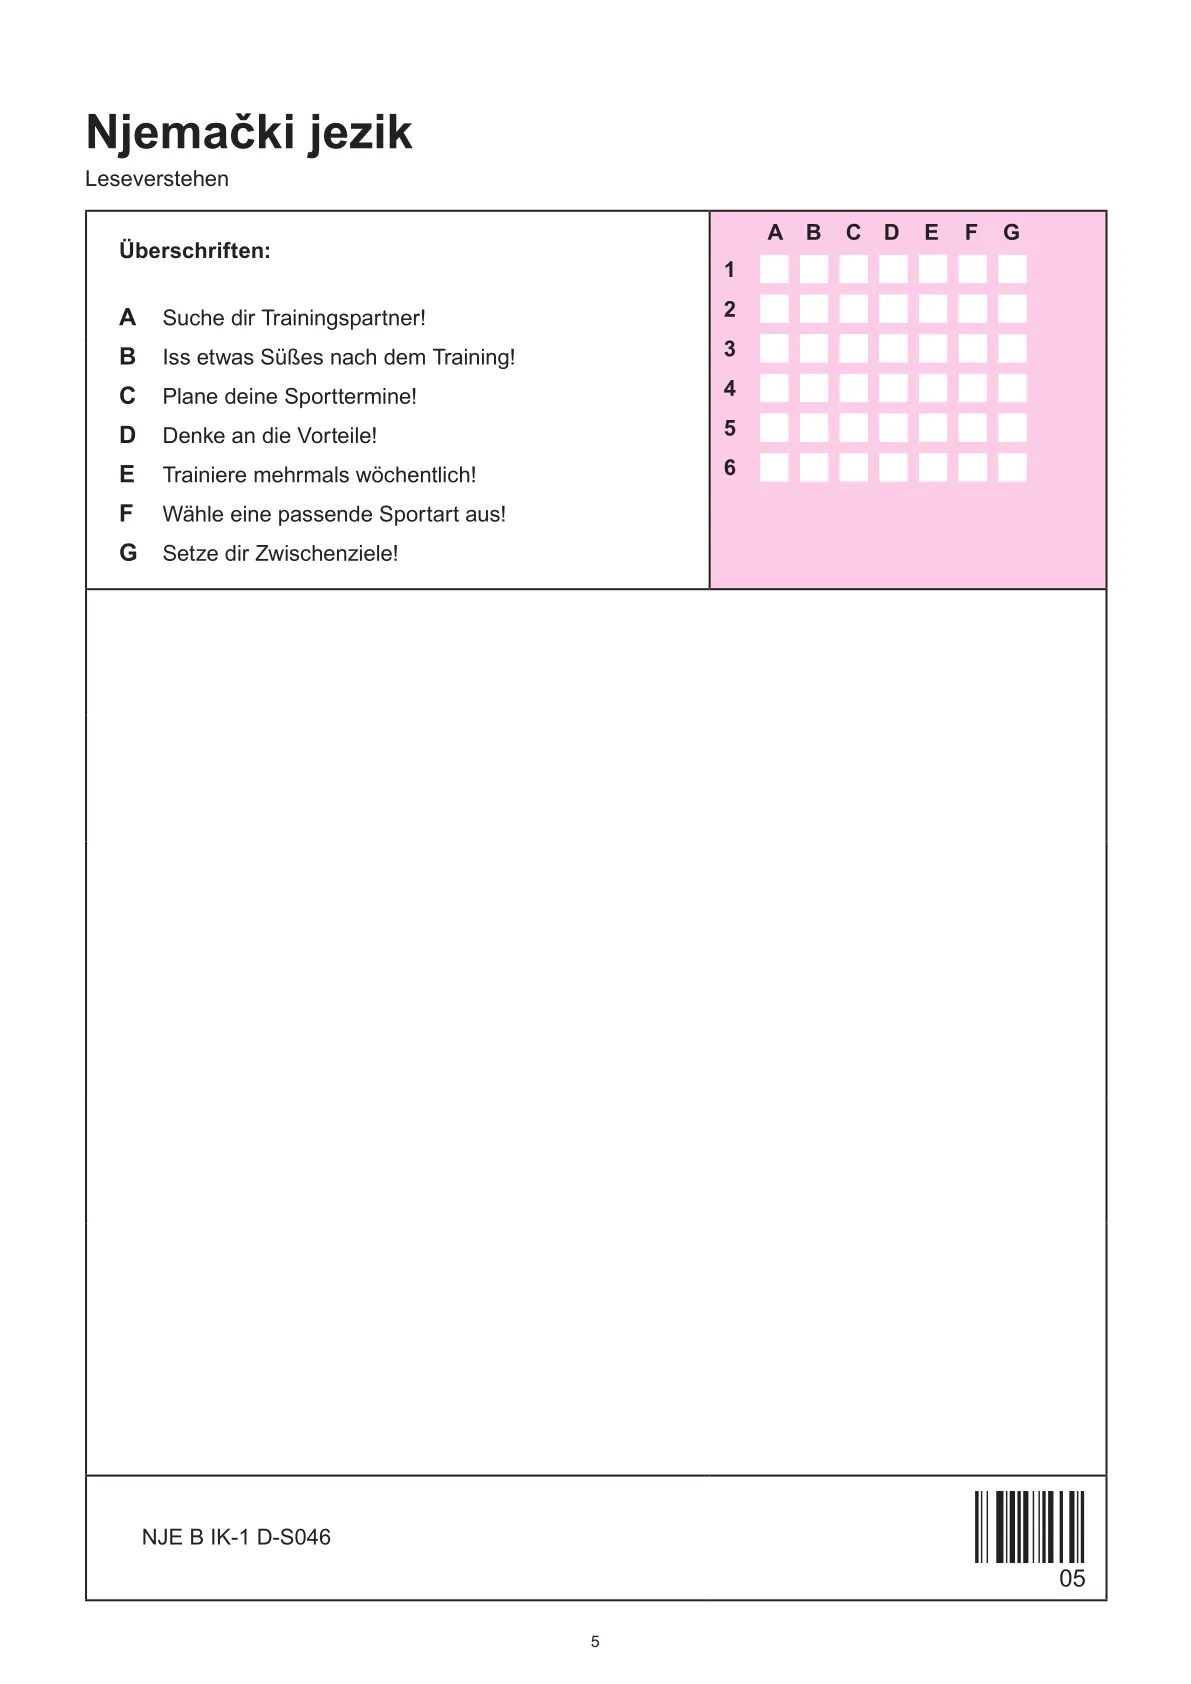 Njemački jezik
Leseverstehen
Überschriften:
A Suche dir Trainingspartner!
B Iss etwas Süßes nach dem Training!
C Plane deine Sporttermine!
D Denke an die Vorteile!
E Trainiere mehrmals wöchentlich!
F Wähle eine passende Sportart aus!
G Setze dir Zwischenziele!
A B C D E F G
1
2
3
4
5
6
NJE B IK-1 D-S046
05
5